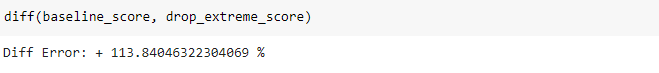 diff(baseline_score, drop_extreme_score)
Diff Error: + 113.84046322304069 %